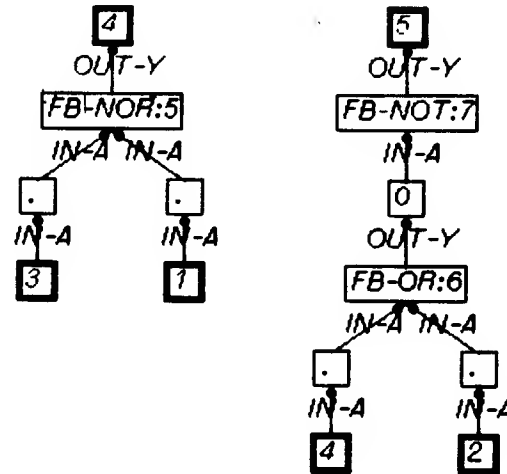 4
OUT-Y
FB-NOR:5
IN-A IN-A
. .
IN-A IN-A
3 1
5
OUT-Y
FB-NOT:7
IN-A
0
OUT-Y
FB-OR:6
IN-A IN-A
. .
IN-A IN-A
4 2